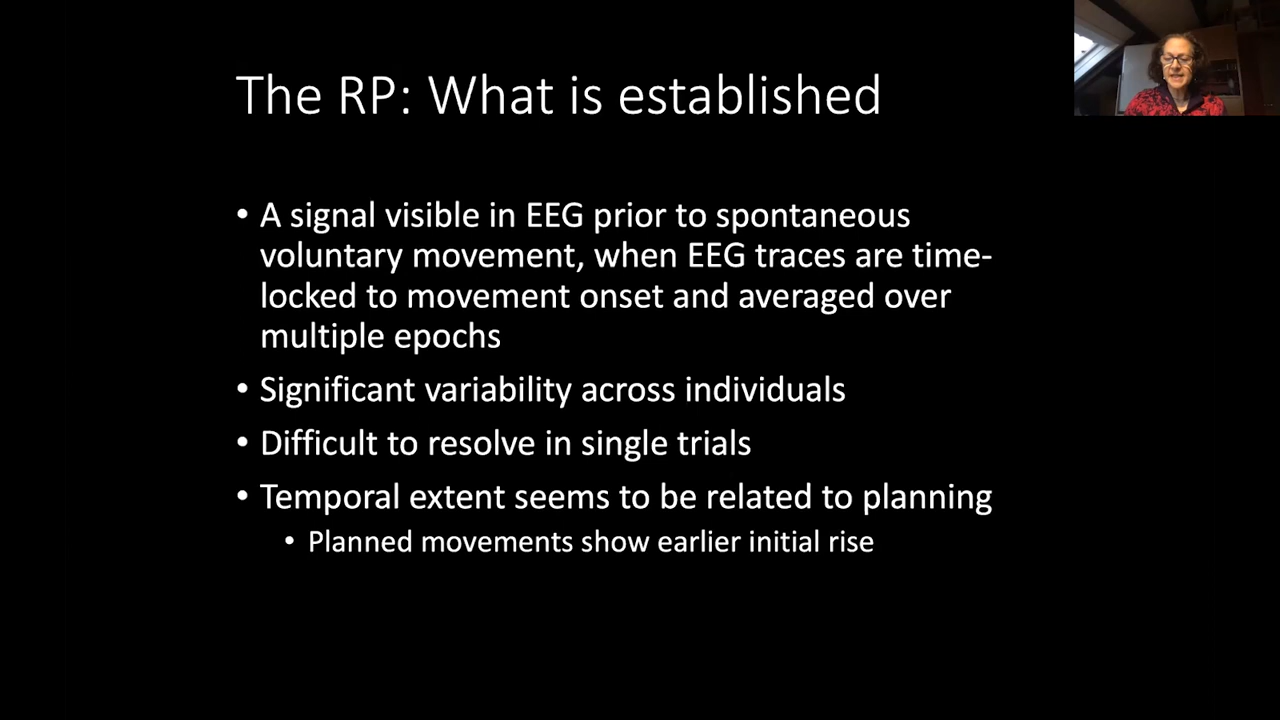 The RP: What is established
• A signal visible in EEG prior to spontaneous
voluntary movement, when EEG traces are time-
locked to movement onset and averaged over
multiple epochs
• Significant variability across individuals
• Difficult to resolve in single trials
• Temporal extent seems to be related to planning
• Planned movements show earlier initial rise